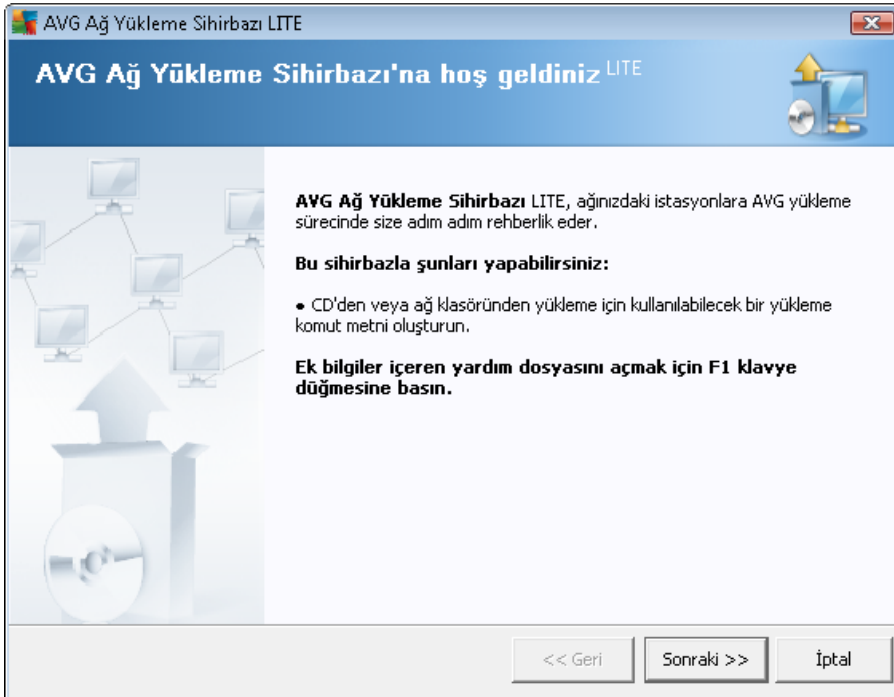 AVG Ağ Yükleme Sihirbazı LITE
AVG Ağ Yükleme Sihirbazı'na hoş geldiniz LITE
AVG Ağ Yükleme Sihirbazı LITE, ağınızdaki istasyonlara AVG yükleme
sürecinde size adım adım rehberlik eder.
Bu sihirbazla şunları yapabilirsiniz:
● CD'den veya ağ klasöründen yükleme için kullanılabilecek bir yükleme
komut metni oluşturun.
Ek bilgiler içeren yardım dosyasını açmak için F1 klavye
düğmesine basın.
<< Geri
Sonraki >>
İptal